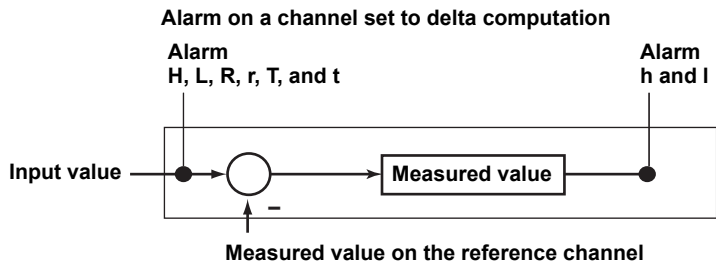 Alarm on a channel set to delta computation
Alarm
H, L, R, r, T, and t
Alarm
h and l
Input value
Measured value
–
Measured value on the reference channel